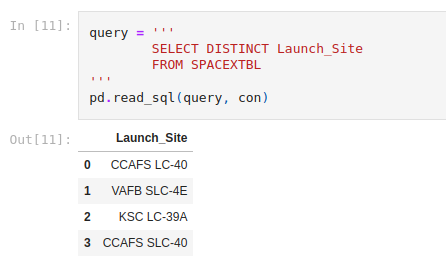 In [11]: query = '''
SELECT DISTINCT Launch_Site
FROM SPACEXTBL
'''
pd.read_sql(query, con)
Out[11]:
Launch_Site
0 CCAFS LC-40
1 VAFB SLC-4E
2 KSC LC-39A
3 CCAFS SLC-40